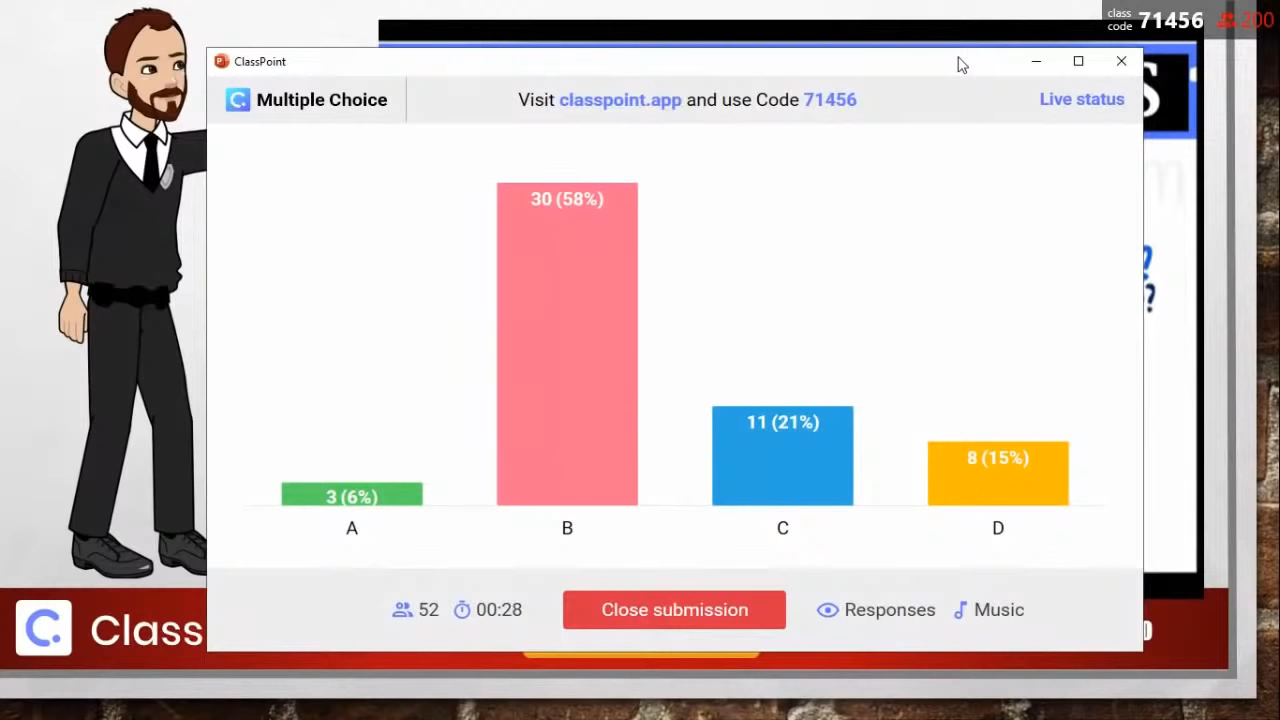 class code 71456 200
ClassPoint
Multiple Choice
Visit classpoint.app and use Code 71456
Live status
30 (58%)
11 (21%)
8 (15%)
3 (6%)
A B C D
52 00:28 Close submission Responses Music
Class
S
?
?